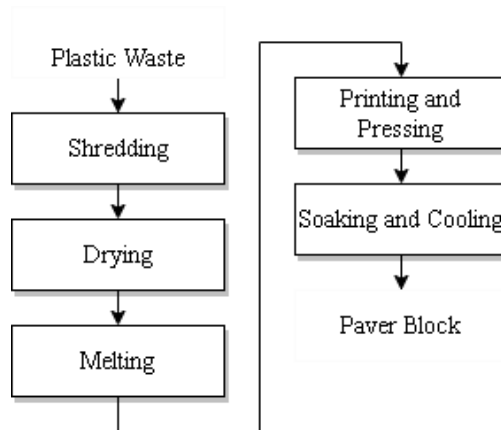 Plastic Waste
Shredding
Drying
Melting
Printing and
Pressing
Soaking and Cooling
Paver Block